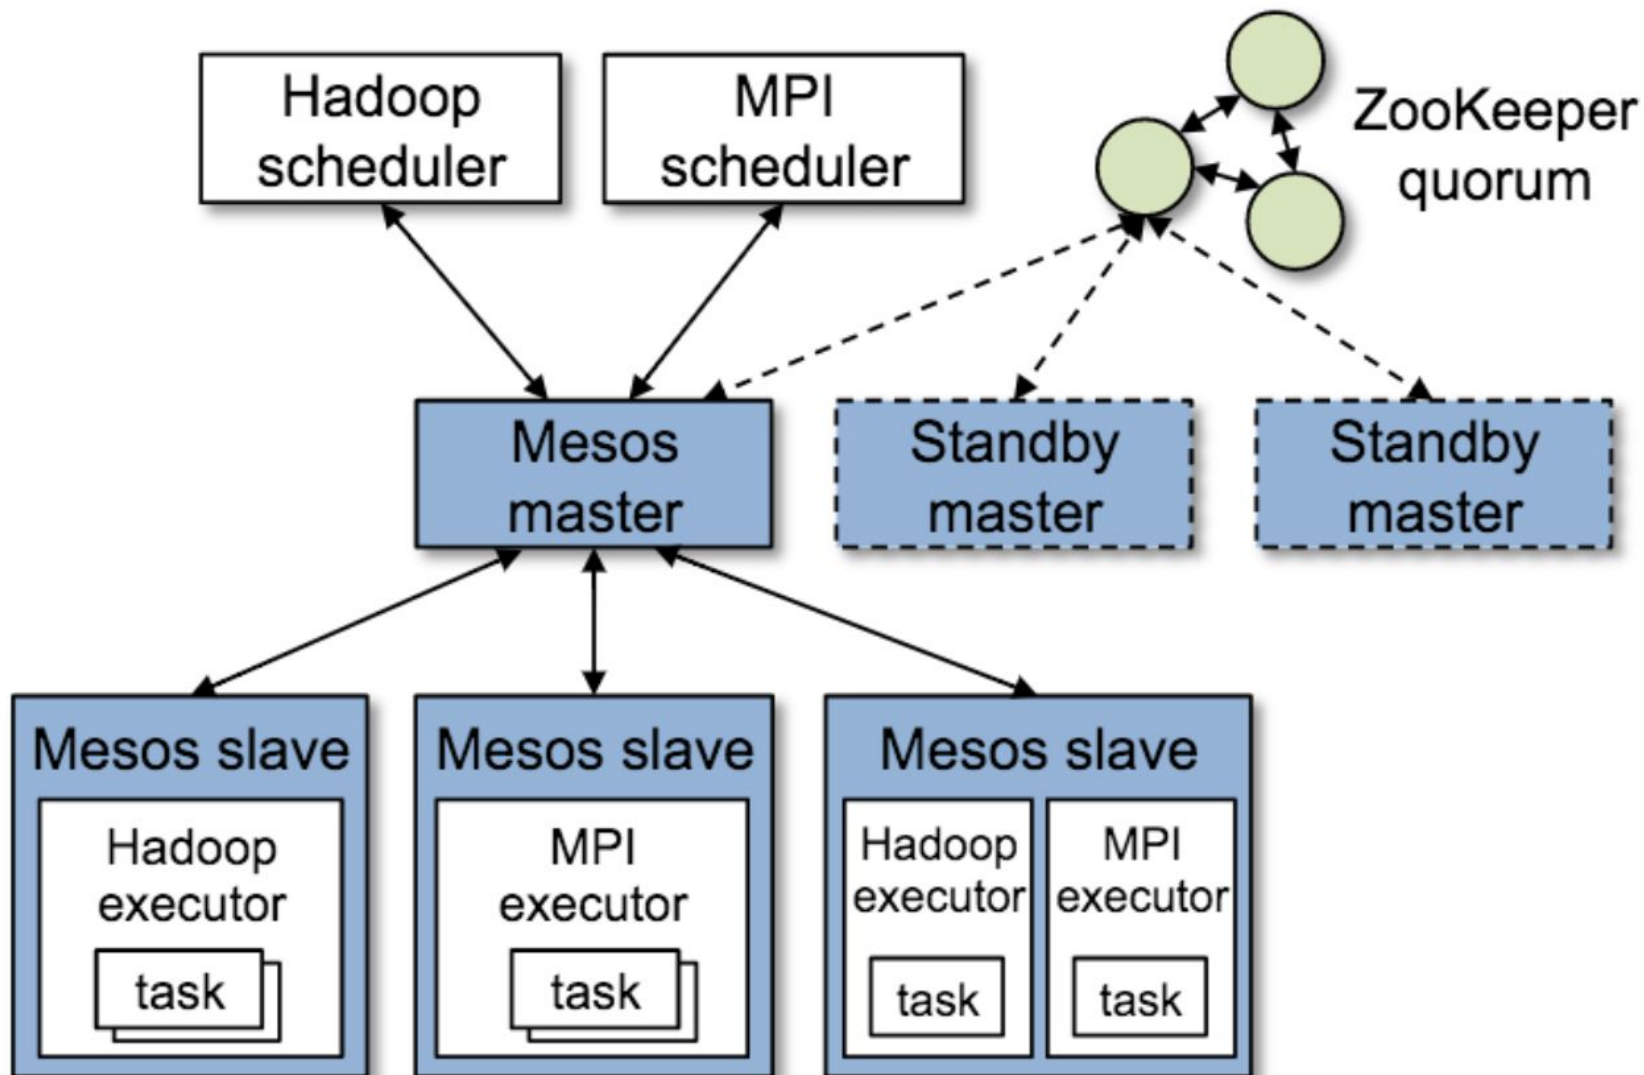 Hadoop
scheduler
MPI
scheduler
ZooKeeper
quorum
Mesos
master
Standby
master
Standby
master
Mesos slave
Hadoop
executor
task
Mesos slave
MPI
executor
task
Mesos slave
Hadoop
executor
task
MPI
executor
task